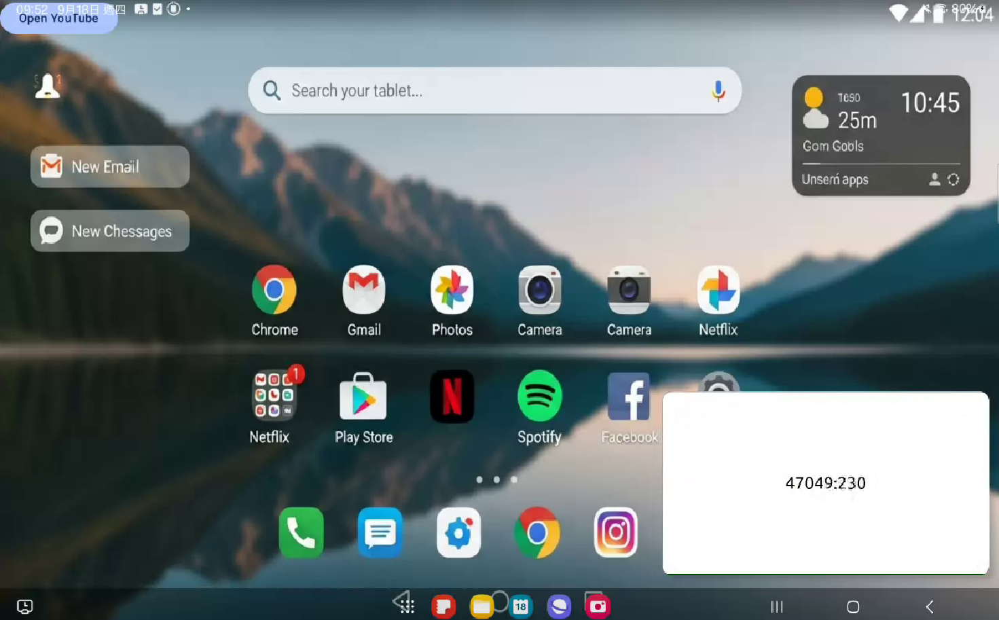 09:52 9月18日 週四
80%
12:04
Open YouTube
Search your tablet...
10:45
25m
Gom Gobls
Unserń apps
New Email
New Chessages
Chrome
Gmail
Photos
Camera
Camera
Netflix
1
Netflix
Play Store
N
Spotify
f
Facebook
47049:230
18